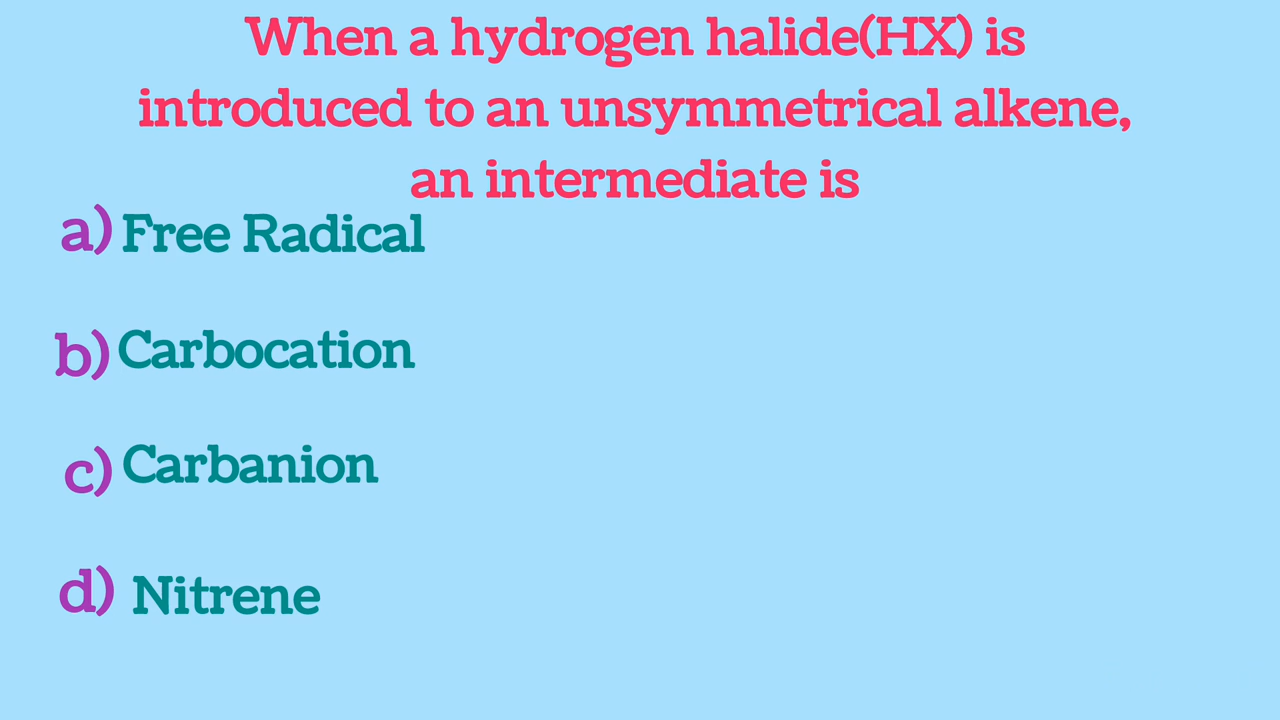 When a hydrogen halide(HX) is
introduced to an unsymmetrical alkene,
an intermediate is
a) Free Radical
b) Carbocation
c) Carbanion
d) Nitrene